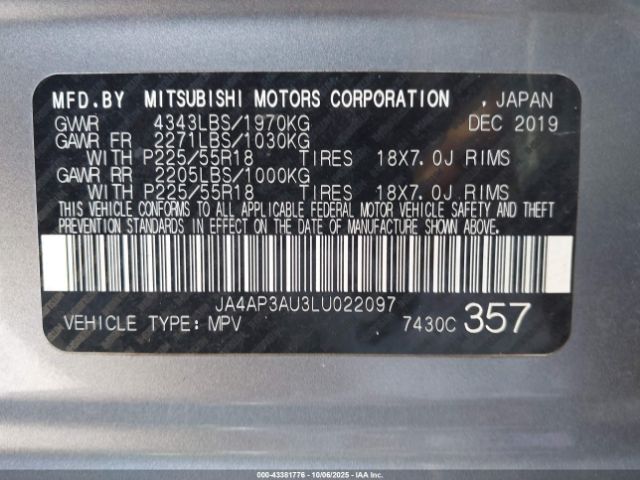 MFD.BY MITSUBISHI MOTORS CORPORATION , JAPAN
GVWR 4343LBS/1970KG DEC 2019
GAWR FR 2271LBS/1030KG
WITH P225/55R18 TIRES 18X7.0J RIMS
GAWR RR 2205LBS/1000KG
WITH P225/55R18 TIRES 18X7.0J RIMS
THIS VEHICLE CONFORMS TO ALL APPLICABLE FEDERAL MOTOR VEHICLE SAFETY AND THEFT
PREVENTION STANDARDS IN EFFECT ON THE DATE OF MANUFACTURE SHOWN ABOVE.
JA4AP3AU3LU022097
VEHICLE TYPE: MPV 7430C 357
000-43381776 | 10/06/2025 | IAAI.CA